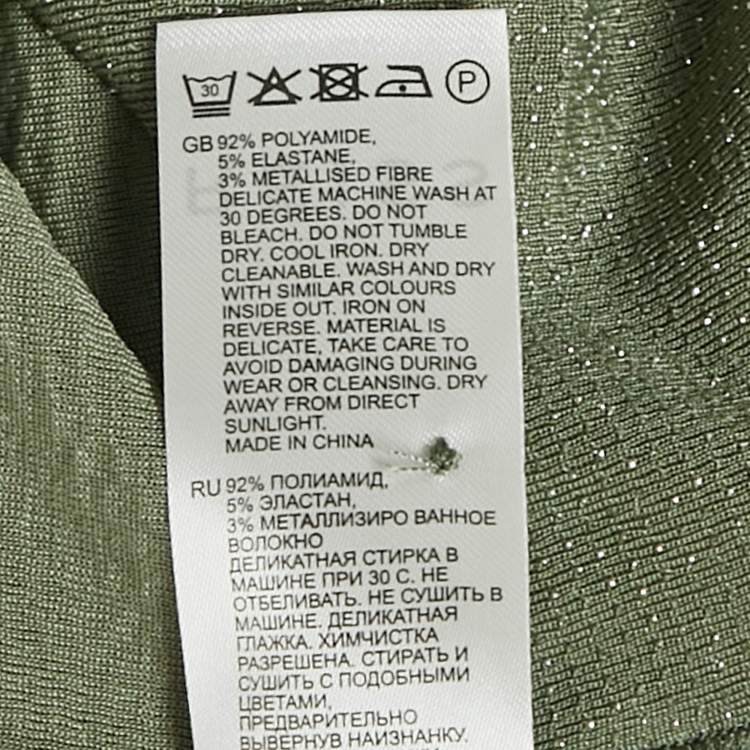 30
P
GB 92% POLYAMIDE,
5% ELASTANE,
3% METALLISED FIBRE
DELICATE MACHINE WASH AT
30 DEGREES. DO NOT
BLEACH. DO NOT TUMBLE
DRY. COOL IRON. DRY
CLEANABLE. WASH AND DRY
WITH SIMILAR COLOURS
INSIDE OUT. IRON ON
REVERSE. MATERIAL IS
DELICATE, TAKE CARE TO
AVOID DAMAGING DURING
WEAR OR CLEANSING. DRY
AWAY FROM DIRECT
SUNLIGHT.
MADE IN CHINA
RU 92% ПОЛИАМИД,
5% ЭЛАСТАН,
3% МЕТАЛЛИЗИРО ВАННОЕ
ВОЛОКНО
ДЕЛИКАТНАЯ СТИРКА В
МАШИНЕ ПРИ 30 С. НЕ
ОТБЕЛИВАТЬ. НЕ СУШИТЬ В
МАШИНЕ. ДЕЛИКАТНАЯ
ГЛАЖКА. ХИМЧИСТКА
РАЗРЕШЕНА. СТИРАТЬ И
СУШИТЬ С ПОДОБНЫМИ
ЦВЕТАМИ,
ПРЕДВАРИТЕЛЬНО
ВЫВЕРНУВ НАИЗНАНКУ.